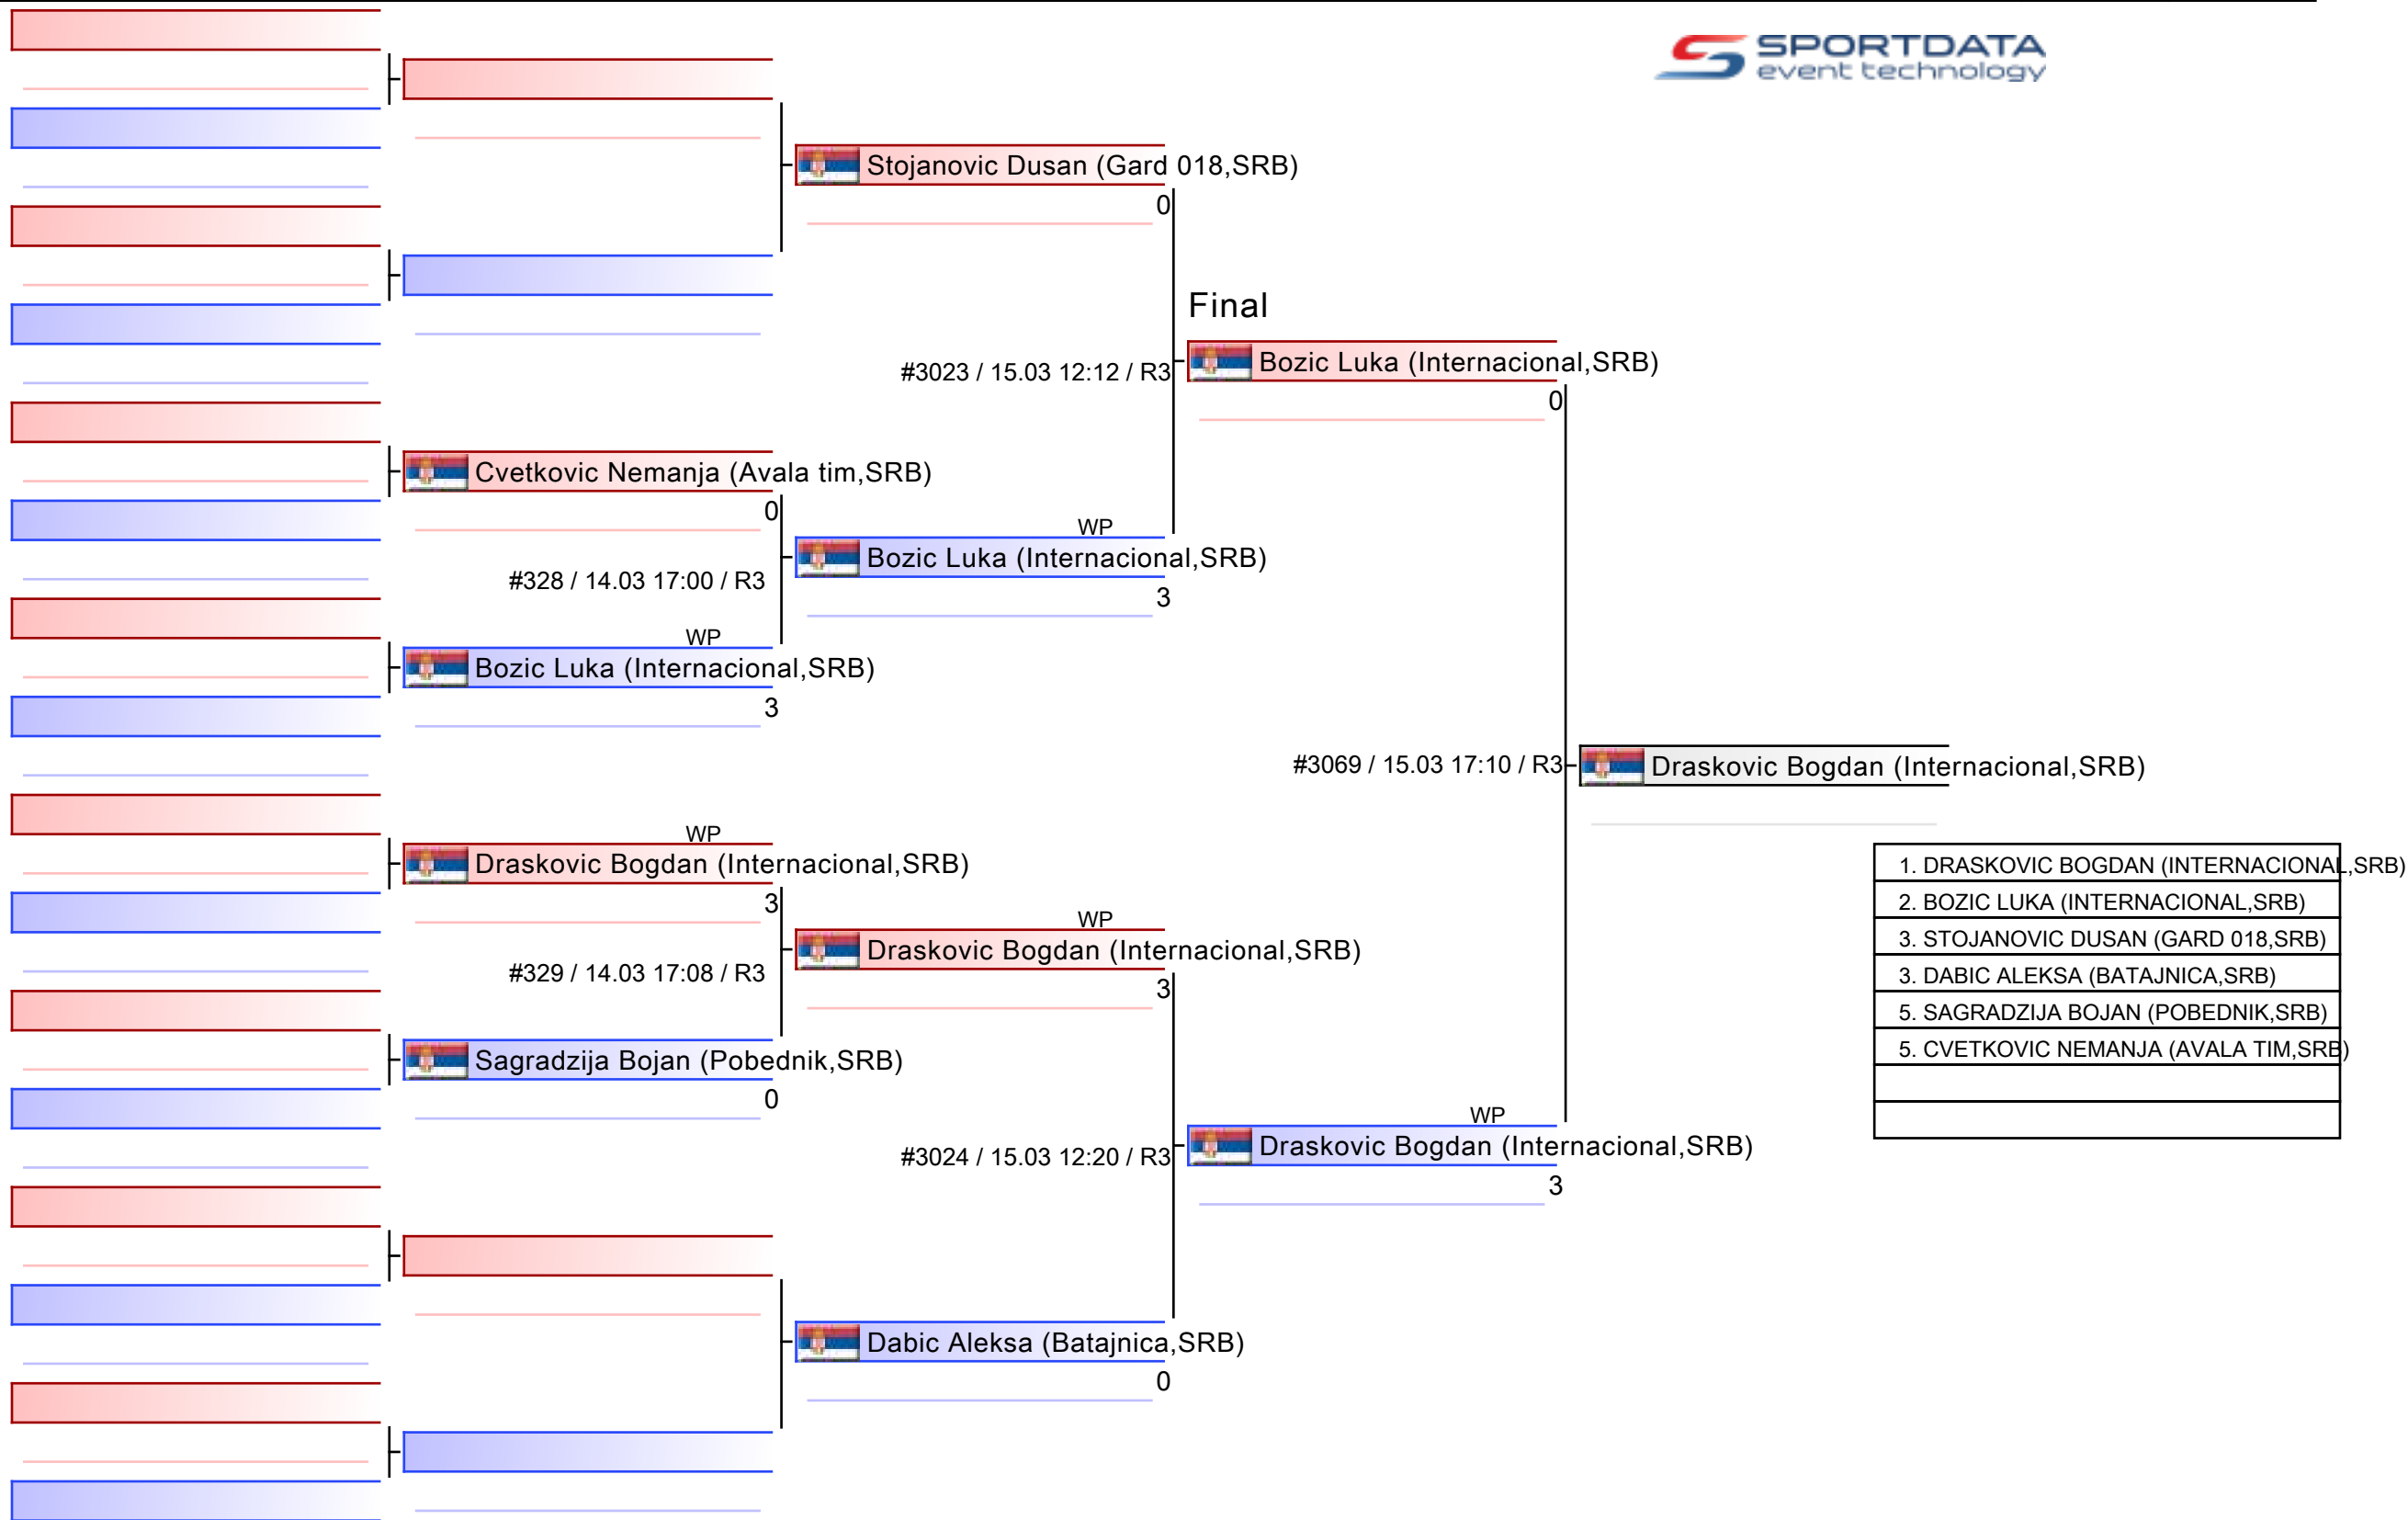 SPORTDATA
event technology
Stojanovic Dusan (Gard 018,SRB)
0
Final
#3023 / 15.03 12:12 / R3
Bozic Luka (Internacional,SRB)
0
Cvetkovic Nemanja (Avala tim,SRB)
0
WP
Bozic Luka (Internacional,SRB)
3
#328 / 14.03 17:00 / R3
WP
Bozic Luka (Internacional,SRB)
3
#3069 / 15.03 17:10 / R3
Draskovic Bogdan (Internacional,SRB)
WP
Draskovic Bogdan (Internacional,SRB)
3
WP
Draskovic Bogdan (Internacional,SRB)
3
#329 / 14.03 17:08 / R3
Sagradzija Bojan (Pobednik,SRB)
0
WP
Draskovic Bogdan (Internacional,SRB)
3
#3024 / 15.03 12:20 / R3
Dabic Aleksa (Batajnica,SRB)
0
1. DRASKOVIC BOGDAN (INTERNACIONAL,SRB)
2. BOZIC LUKA (INTERNACIONAL,SRB)
3. STOJANOVIC DUSAN (GARD 018,SRB)
3. DABIC ALEKSA (BATAJNICA,SRB)
5. SAGRADZIJA BOJAN (POBEDNIK,SRB)
5. CVETKOVIC NEMANJA (AVALA TIM,SRB)